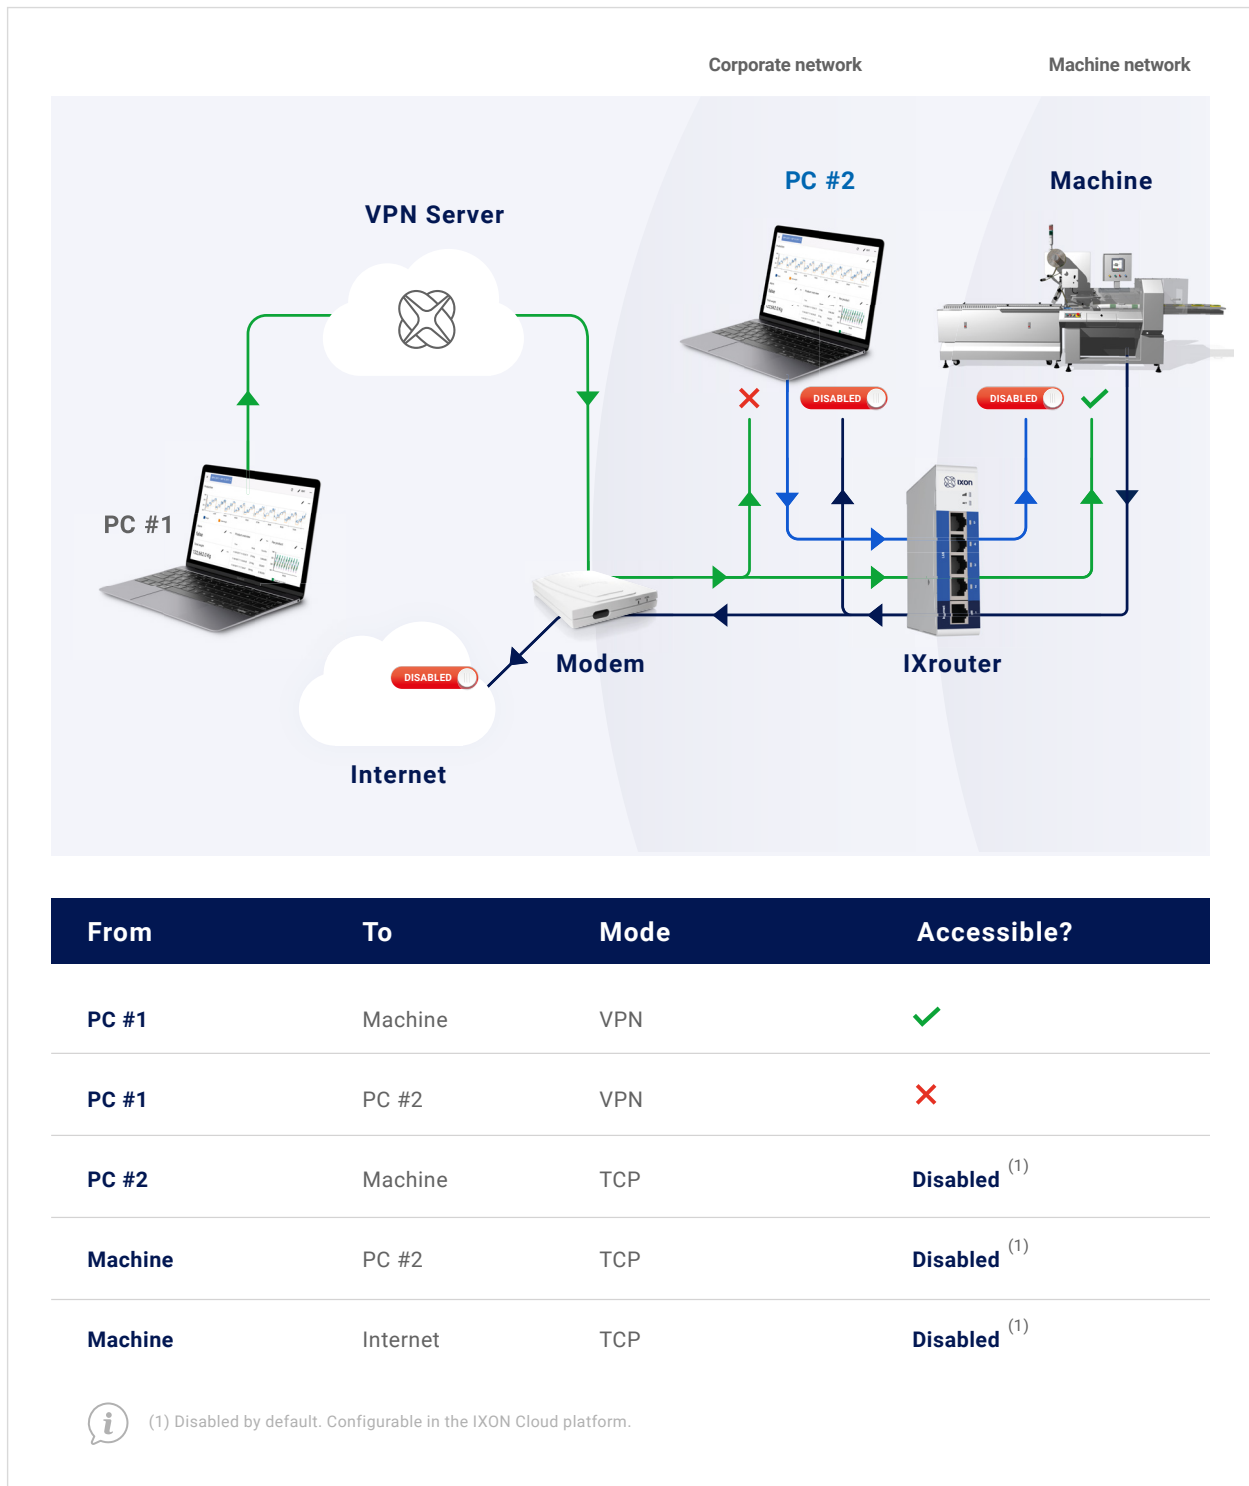 Corporate network
Machine network
PC #2
Machine
VPN Server
DISABLED
DISABLED
ixon
PC #1
Modem
IXrouter
DISABLED
Internet
From To Mode Accessible?
PC #1 Machine VPN
PC #1 PC #2 VPN
PC #2 Machine TCP Disabled (1)
Machine PC #2 TCP Disabled (1)
Machine Internet TCP Disabled (1)
(1) Disabled by default. Configurable in the IXON Cloud platform.